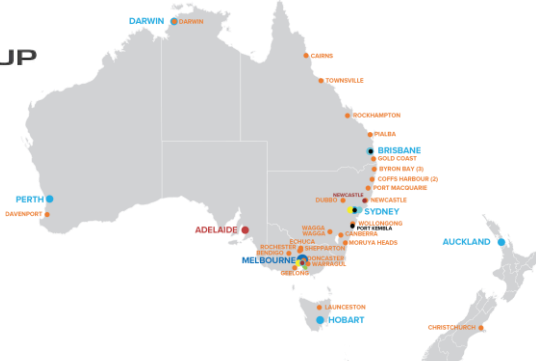 DARWIN DARWIN
UP
CAIRNS
TOWNSVILLE
ROCKHAMPTON
PIALBA
BRISBANE
GOLD COAST
BYRON BAY (3)
COFFS HARBOUR (2)
PORT MACQUARIE
NEWCASTLE
DUBBO NEWCASTLE
PERTH
SYDNEY
DAVENPORT
WOLLONGONG
PORT KEMBLA
WAGGA
WAGGA
ADELAIDE
CANBERRA
MORUYA HEADS
ECHUCA
ROCHESTER SHEPPARTON
BENDIGO
AUCKLAND
MELBOURNE DONCASTER
WARRAGUL
GEELONG
LAUNCESTON
HOBART
CHRISTCHURCH